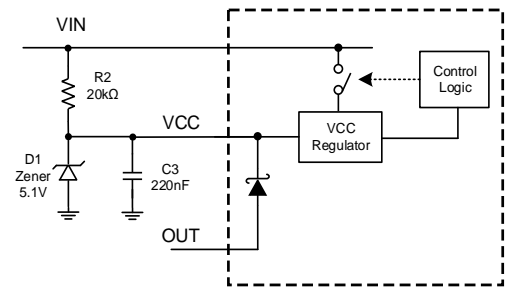 VIN
R2
20kΩ
Control
Logic
VCC
VCC
Regulator
D1
Zener
5.1V
C3
220nF
OUT